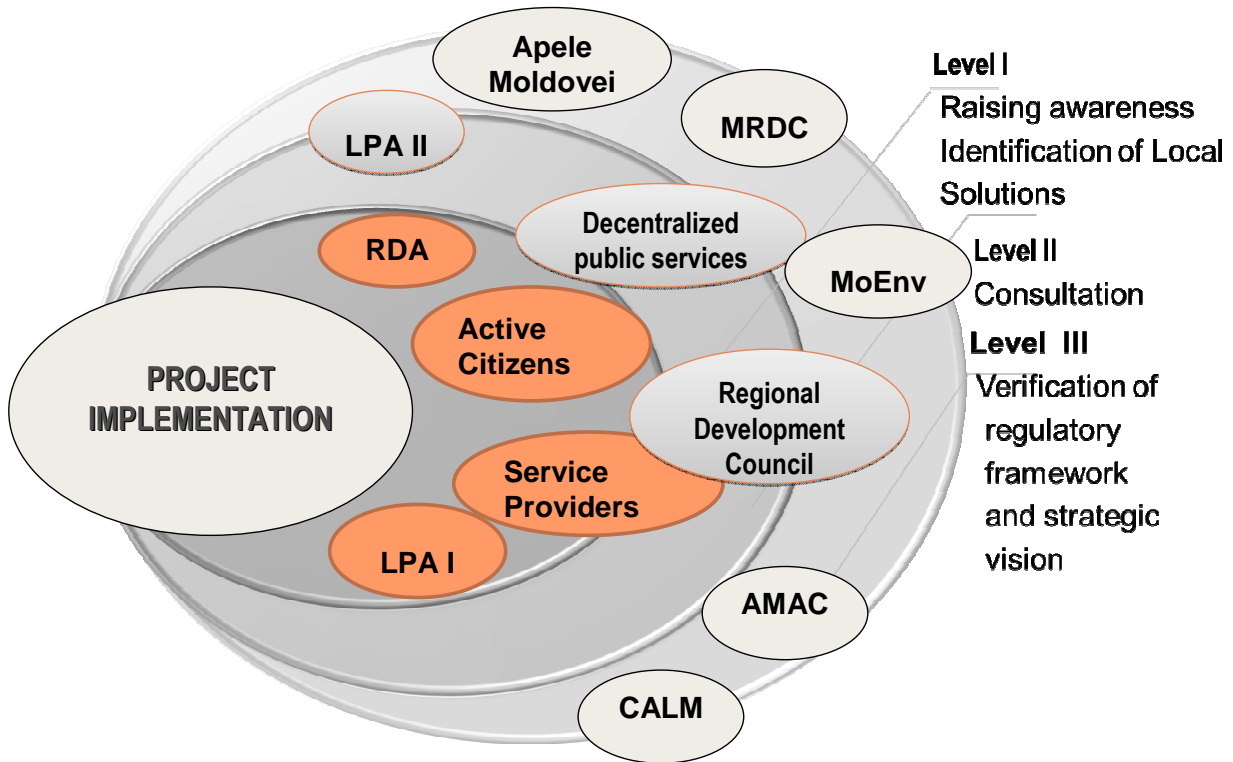 Apele
Moldovei
MRDC
LPA II
Decentralized
public services
MoEnv
RDA
Active
Citizens
PROJECT
IMPLEMENTATION
Regional
Development
Council
Service
Providers
LPA I
AMAC
CALM
Level I
Raising awareness
Identification of Local
Solutions
Level II
Consultation
Level III
Verification of
regulatory
framework
and strategic
vision